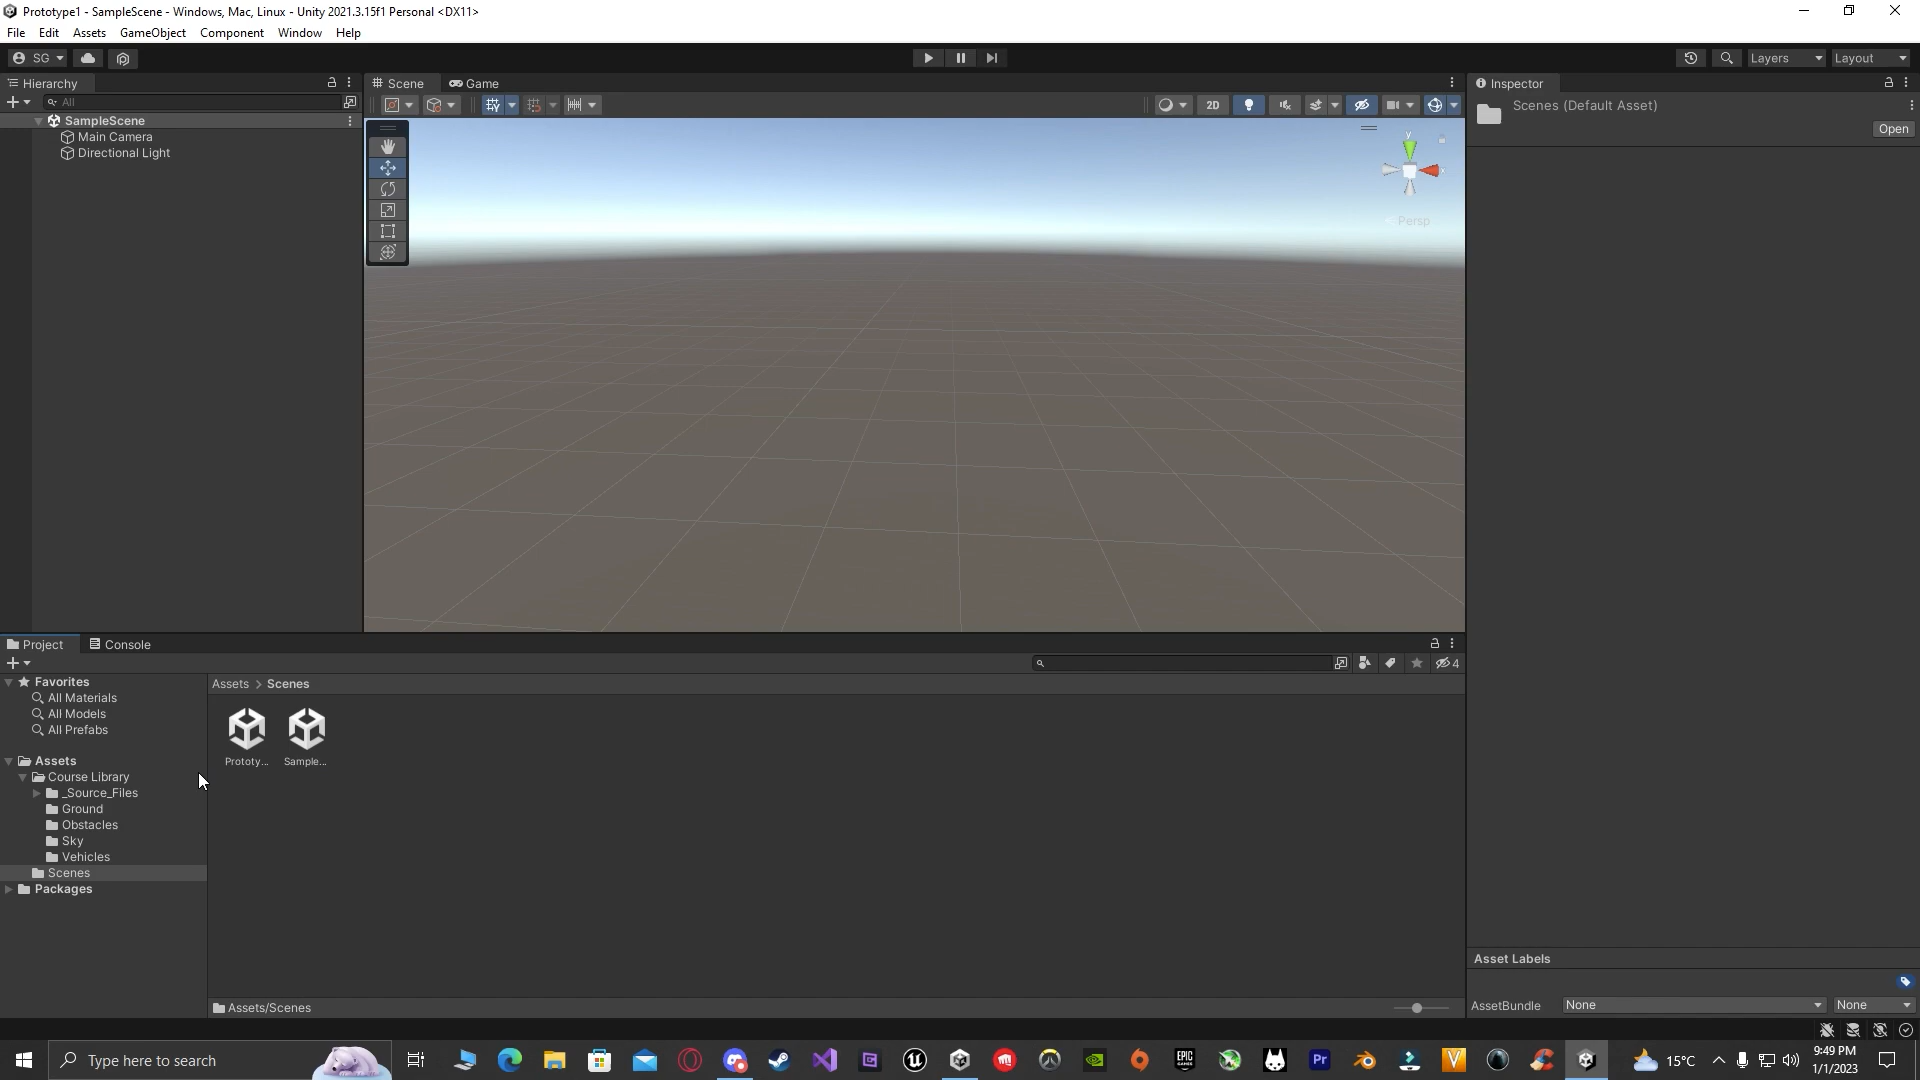 Prototype1 - SampleScene - Windows, Mac, Linux - Unity 2021.3.15f1 Personal <DX11>
File Edit Assets GameObject Component Window Help
SG Layers Layout
Hierarchy Scene Game Inspector
All 2D Scenes (Default Asset)
SampleScene Open
Main Camera
Directional Light
y
x
Persp
Project Console
4
Favorites Assets > Scenes
All Materials
All Models
All Prefabs
Assets Prototy... Sample...
Course Library
_Source_Files
Ground
Obstacles
Sky
Vehicles
Scenes
Packages
Asset Labels
Assets/Scenes AssetBundle None None
Type here to search EPIC GAMES Pr V 15°C 9:49 PM
1/1/2023